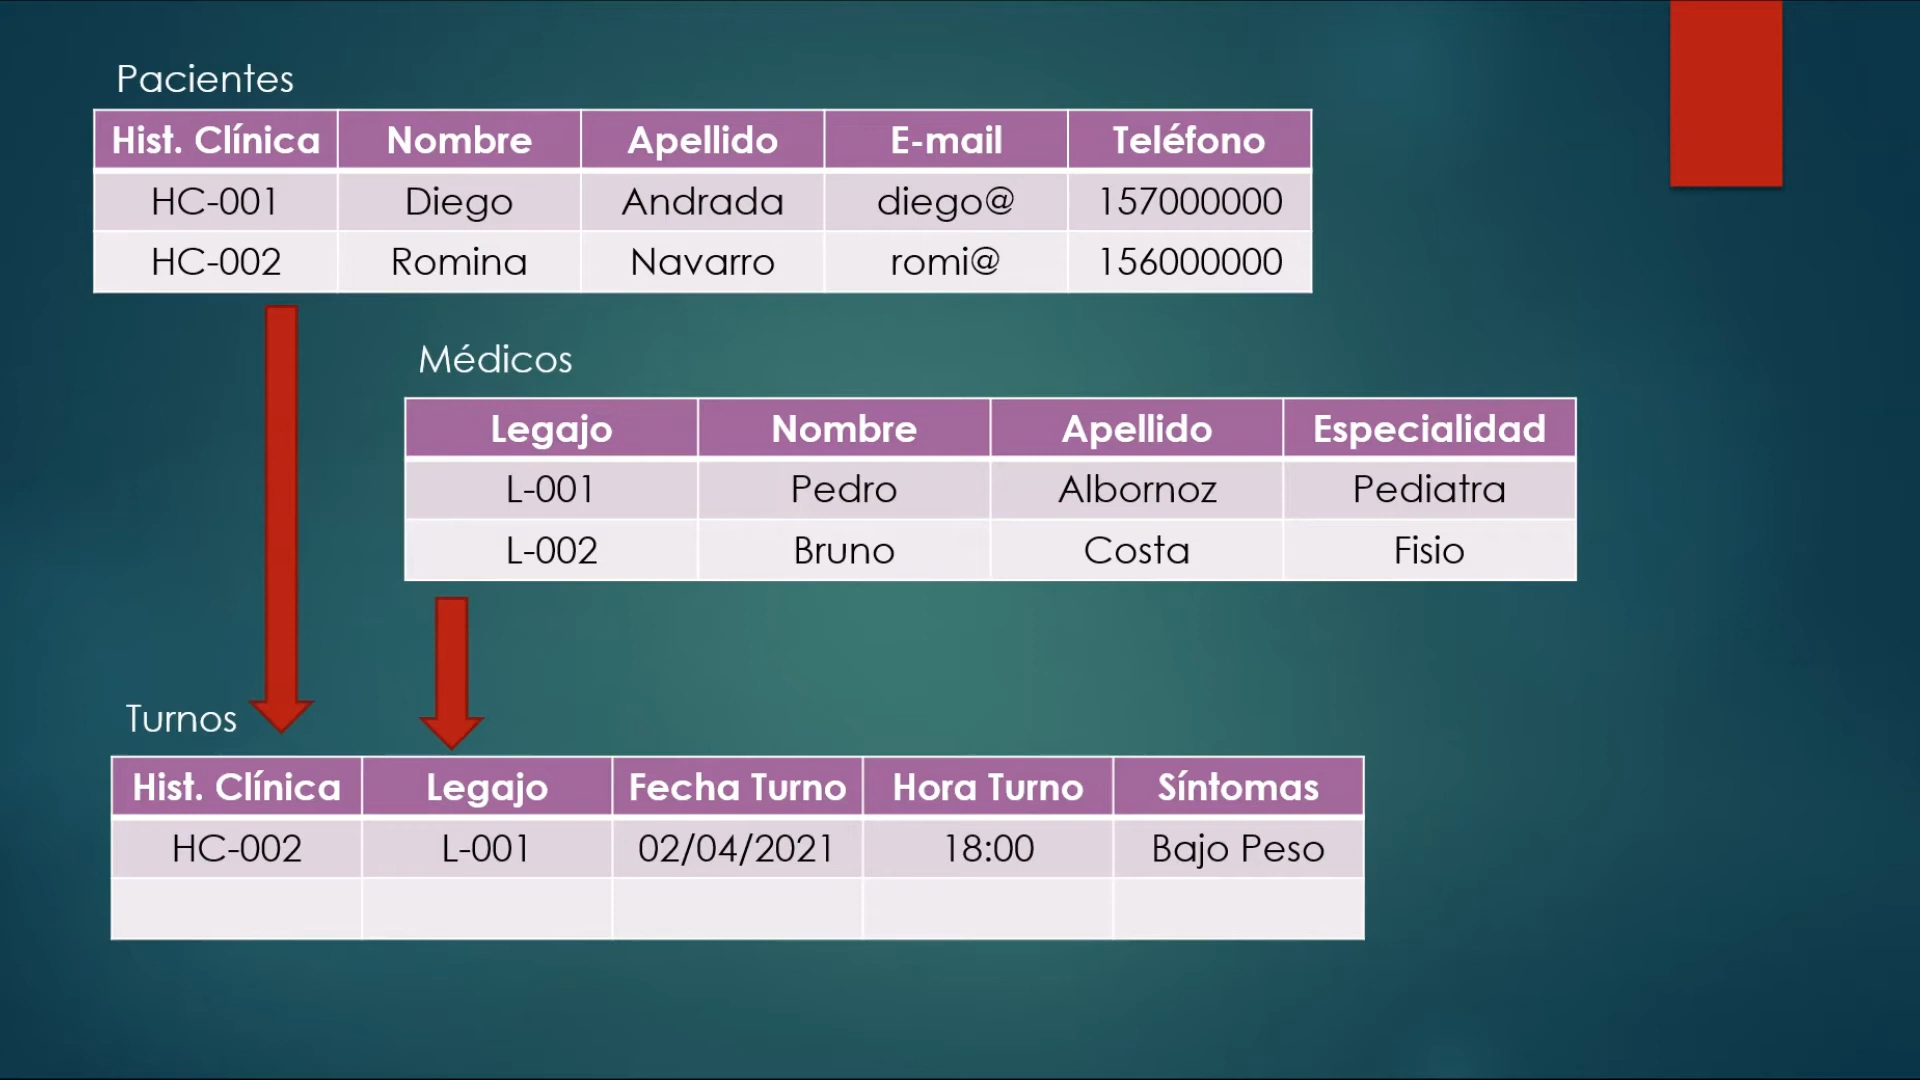 Pacientes
Hist. Clínica Nombre Apellido E-mail Teléfono
HC-001 Diego Andrada diego@ 157000000
HC-002 Romina Navarro romi@ 156000000
Médicos
Legajo Nombre Apellido Especialidad
L-001 Pedro Albornoz Pediatra
L-002 Bruno Costa Fisio
Turnos
Hist. Clínica Legajo Fecha Turno Hora Turno Síntomas
HC-002 L-001 02/04/2021 18:00 Bajo Peso